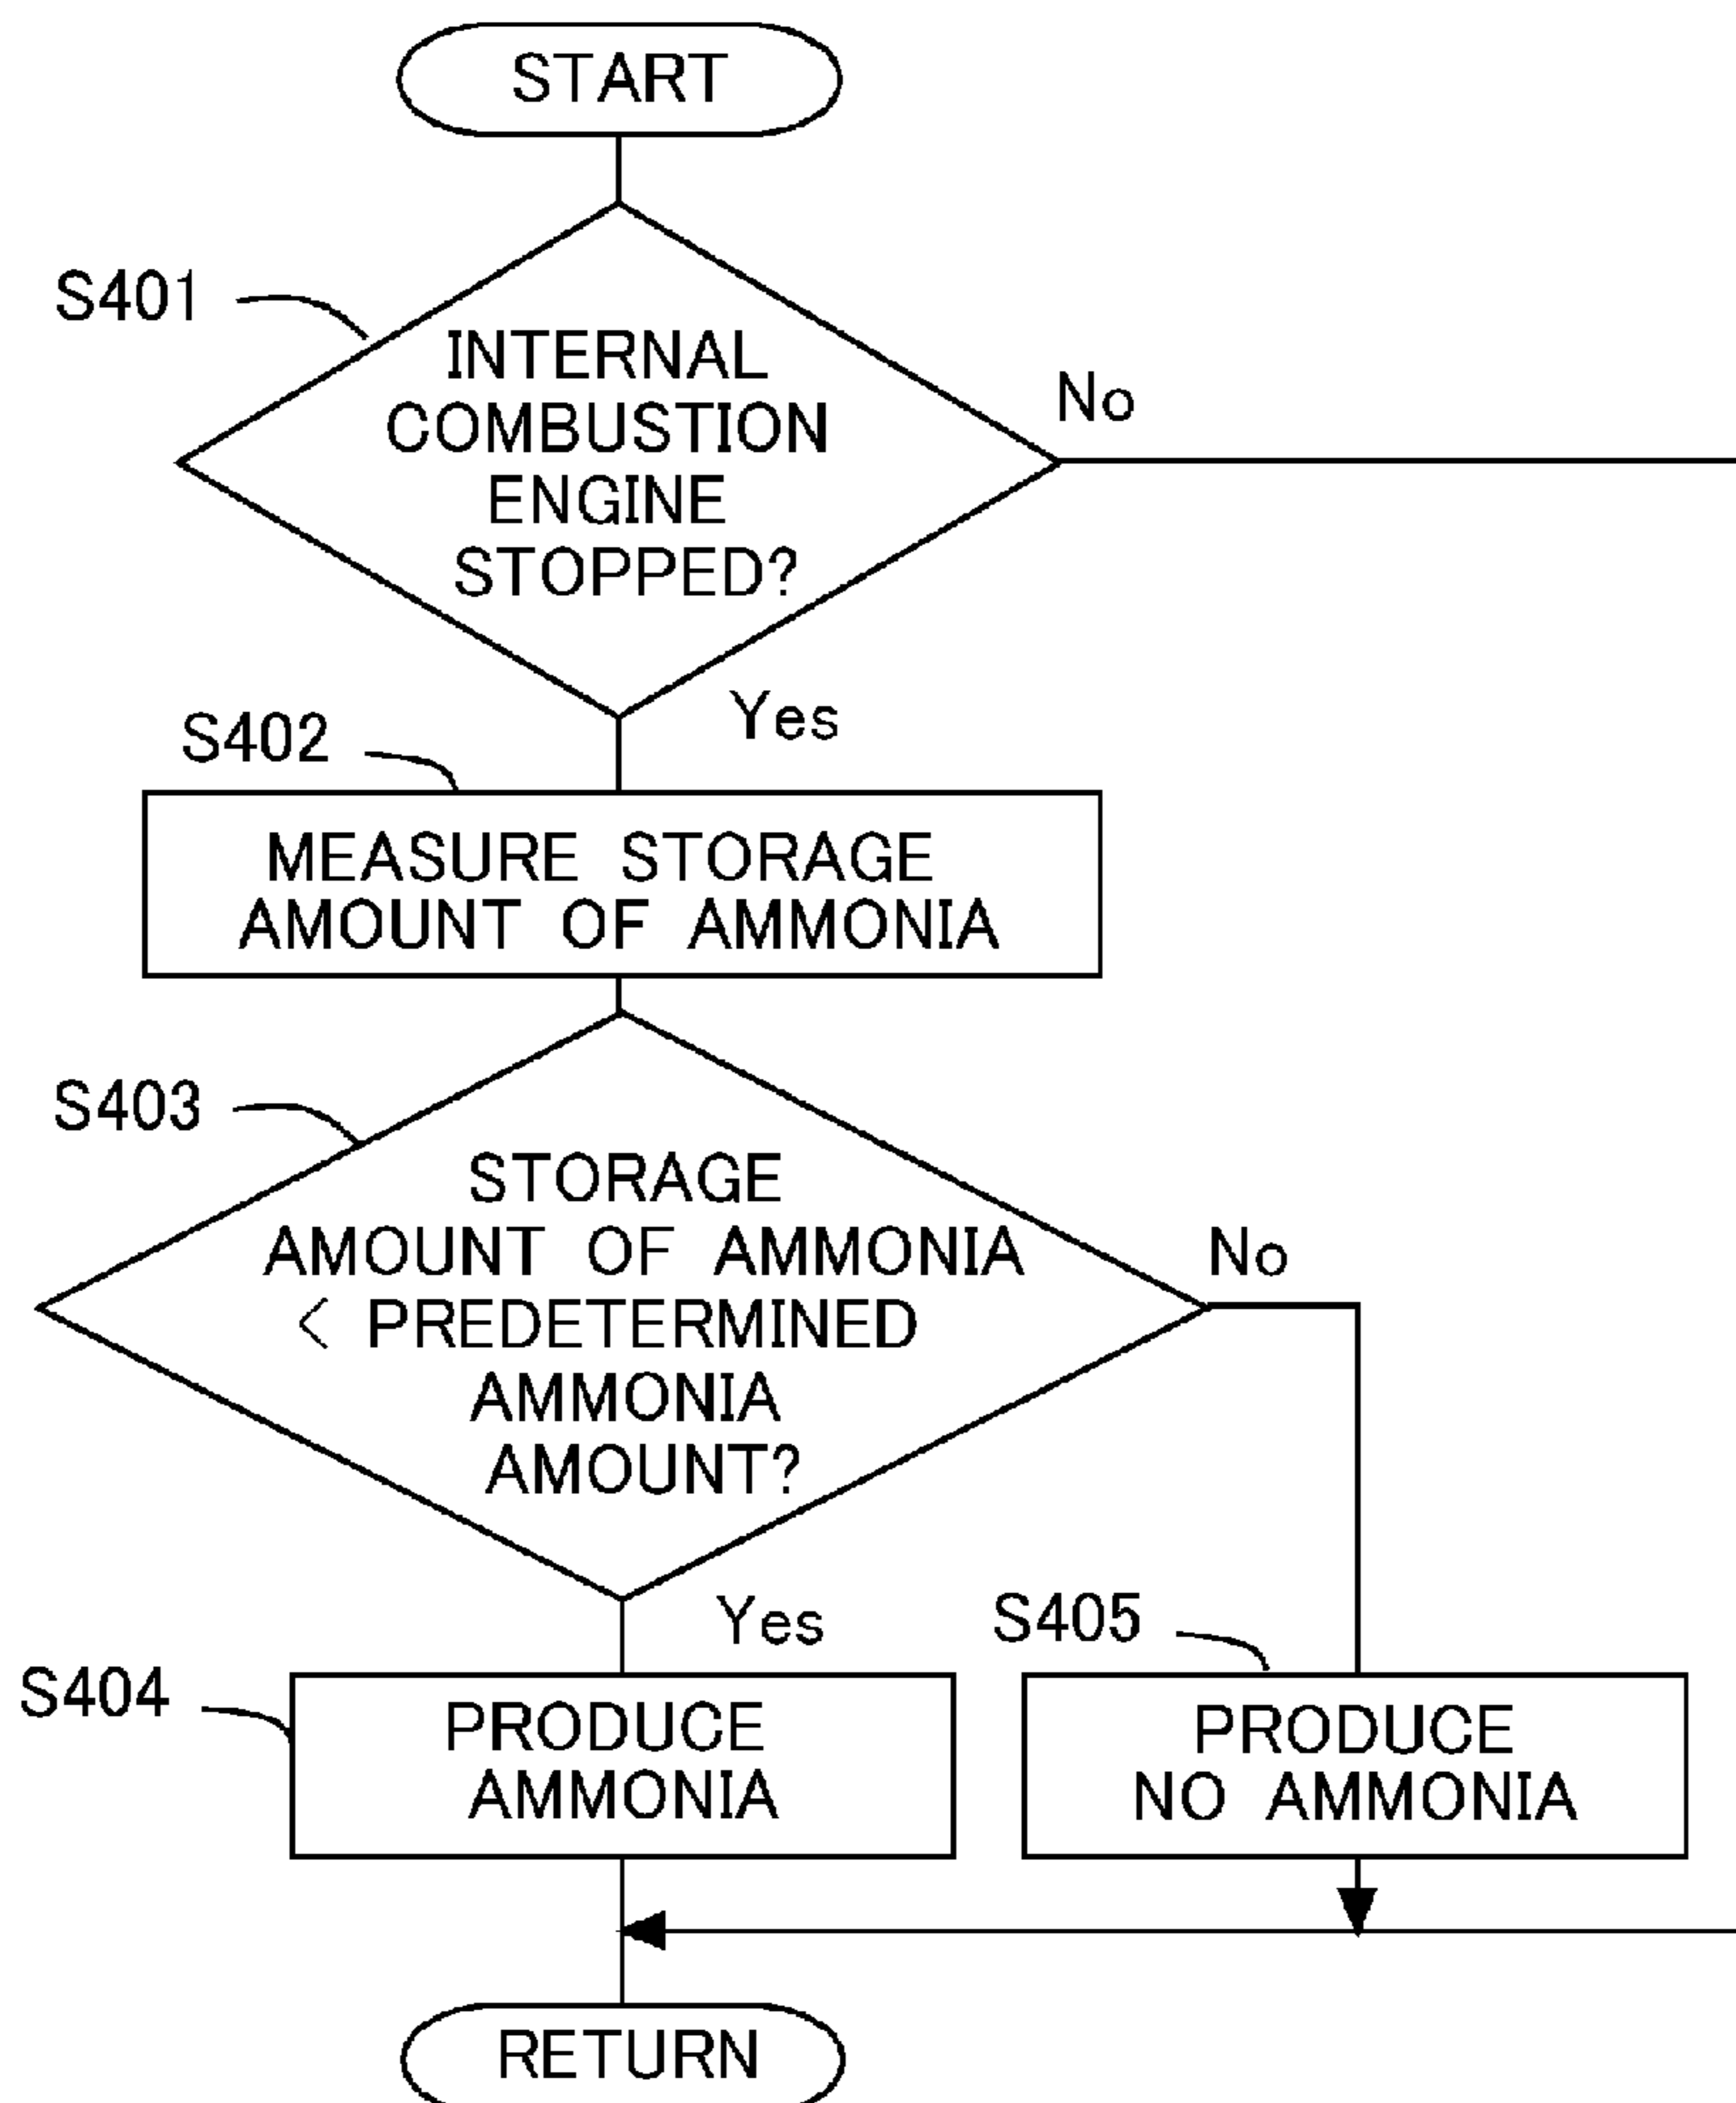 START
S401
INTERNAL
COMBUSTION
ENGINE
STOPPED?
No
Yes
S402
MEASURE STORAGE
AMOUNT OF AMMONIA
S403
STORAGE
AMOUNT OF AMMONIA
< PREDETERMINED
AMMONIA
AMOUNT?
No
Yes
S404
PRODUCE
AMMONIA
S405
PRODUCE
NO AMMONIA
RETURN